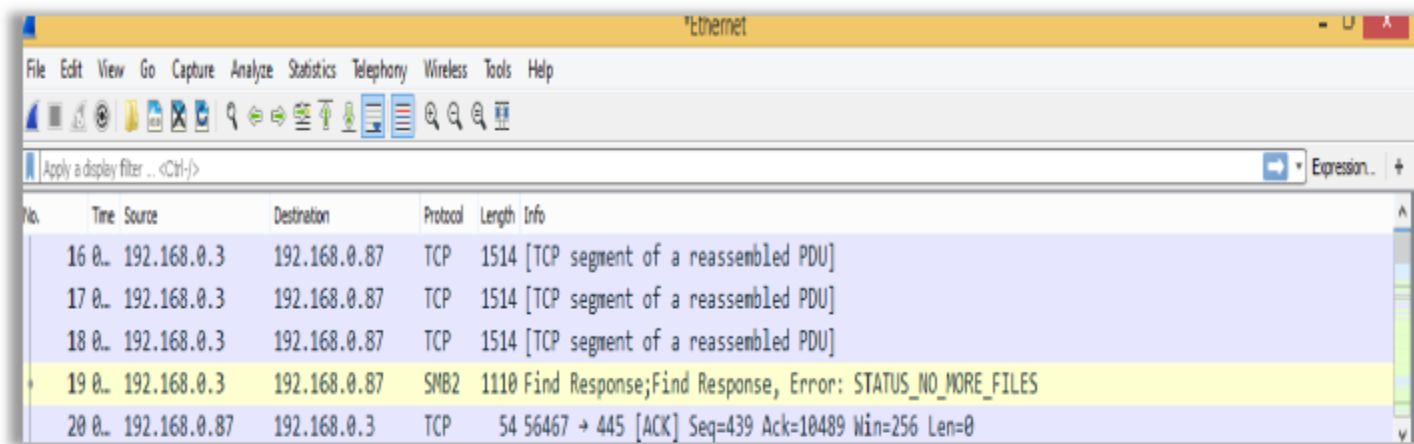 *Ethernet
File Edit View Go Capture Analyze Statistics Telephony Wireless Tools Help
Apply a display filter ... <Ctrl-/>
Expression... +
No. Time Source Destination Protocol Length Info
16 0… 192.168.0.3 192.168.0.87 TCP 1514 [TCP segment of a reassembled PDU]
17 0… 192.168.0.3 192.168.0.87 TCP 1514 [TCP segment of a reassembled PDU]
18 0… 192.168.0.3 192.168.0.87 TCP 1514 [TCP segment of a reassembled PDU]
19 0… 192.168.0.3 192.168.0.87 SMB2 1110 Find Response;Find Response, Error: STATUS_NO_MORE_FILES
20 0… 192.168.0.87 192.168.0.3 TCP 54 56467 → 445 [ACK] Seq=439 Ack=10489 Win=256 Len=0